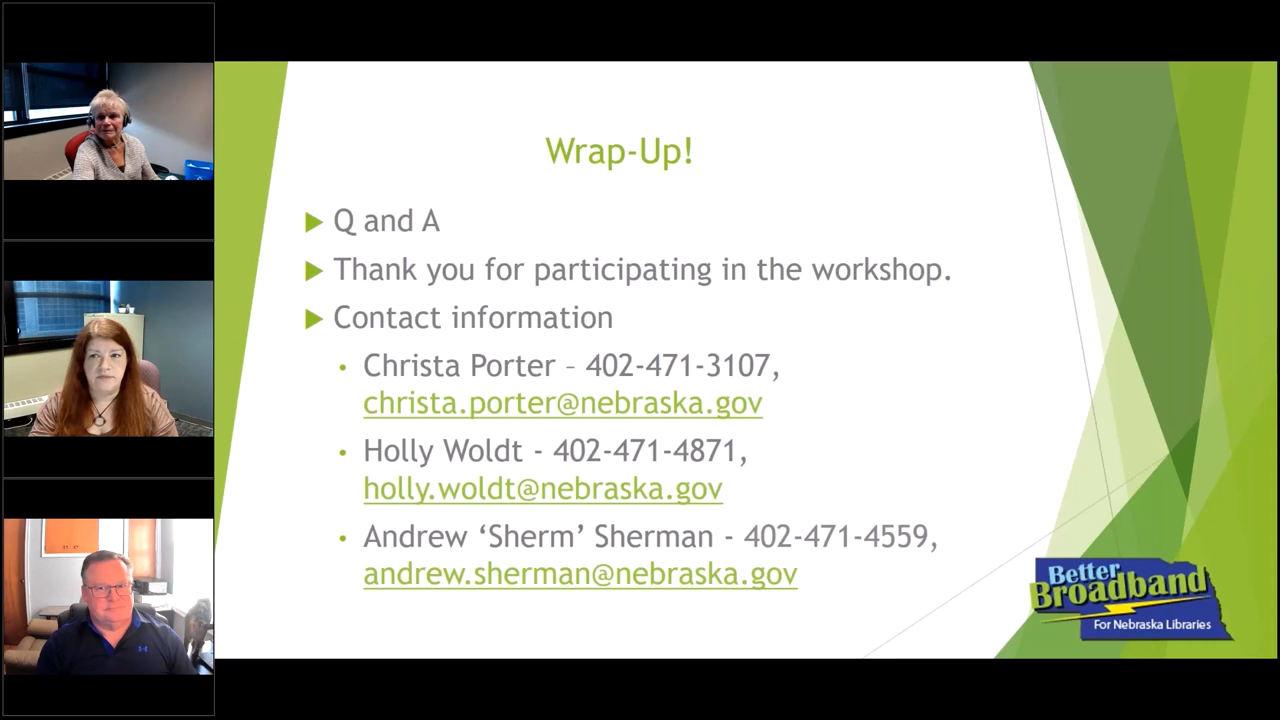 Wrap-Up!
Q and A
Thank you for participating in the workshop.
Contact information
Christa Porter – 402-471-3107,
christa.porter@nebraska.gov
Holly Woldt - 402-471-4871,
holly.woldt@nebraska.gov
Andrew ‘Sherm’ Sherman - 402-471-4559,
andrew.sherman@nebraska.gov
Better
Broadband
For Nebraska Libraries